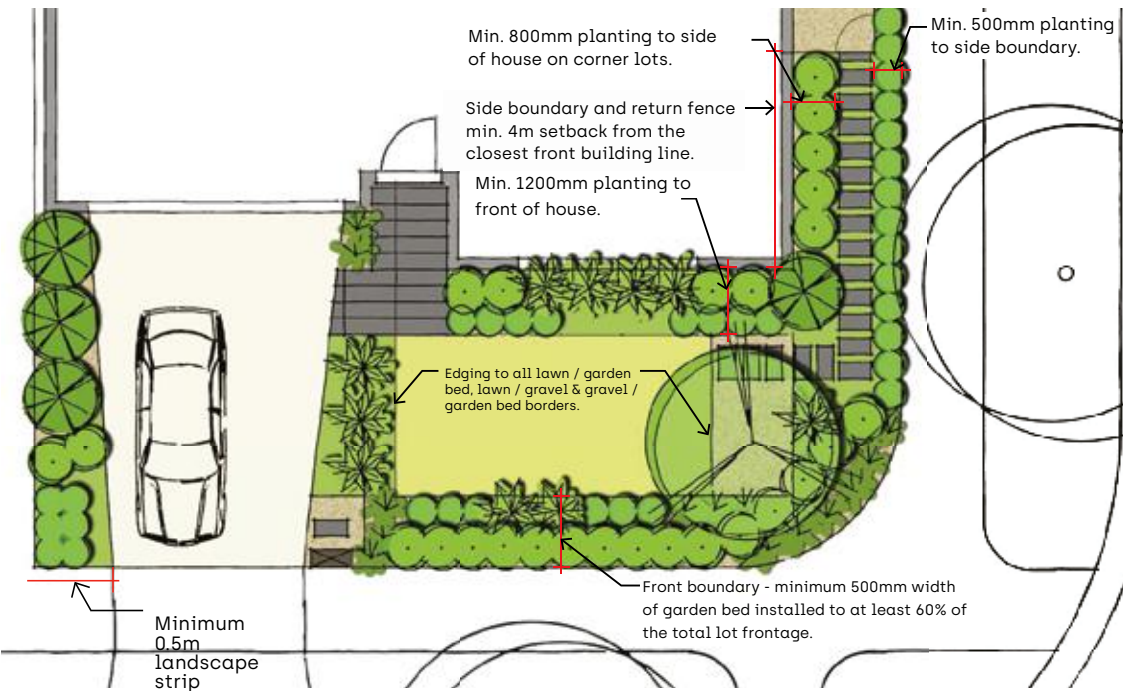 Min. 800mm planting to side
of house on corner lots.
Min. 500mm planting
to side boundary.
Side boundary and return fence
min. 4m setback from the
closest front building line.
Min. 1200mm planting to
front of house.
Edging to all lawn / garden
bed, lawn / gravel & gravel /
garden bed borders.
Front boundary - minimum 500mm width
of garden bed installed to at least 60% of
the total lot frontage.
Minimum
0.5m
landscape
strip